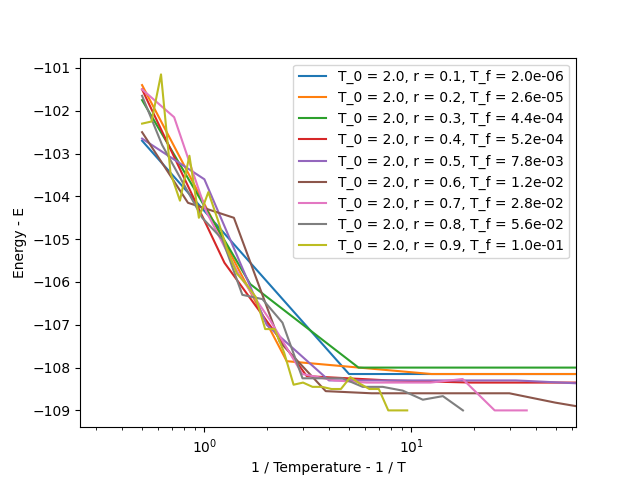 −101
−102
−103
−104
−105
−106
−107
−108
−109
Energy - E
10⁰
10¹
1 / Temperature - 1 / T
T_0 = 2.0, r = 0.1, T_f = 2.0e-06
T_0 = 2.0, r = 0.2, T_f = 2.6e-05
T_0 = 2.0, r = 0.3, T_f = 4.4e-04
T_0 = 2.0, r = 0.4, T_f = 5.2e-04
T_0 = 2.0, r = 0.5, T_f = 7.8e-03
T_0 = 2.0, r = 0.6, T_f = 1.2e-02
T_0 = 2.0, r = 0.7, T_f = 2.8e-02
T_0 = 2.0, r = 0.8, T_f = 5.6e-02
T_0 = 2.0, r = 0.9, T_f = 1.0e-01